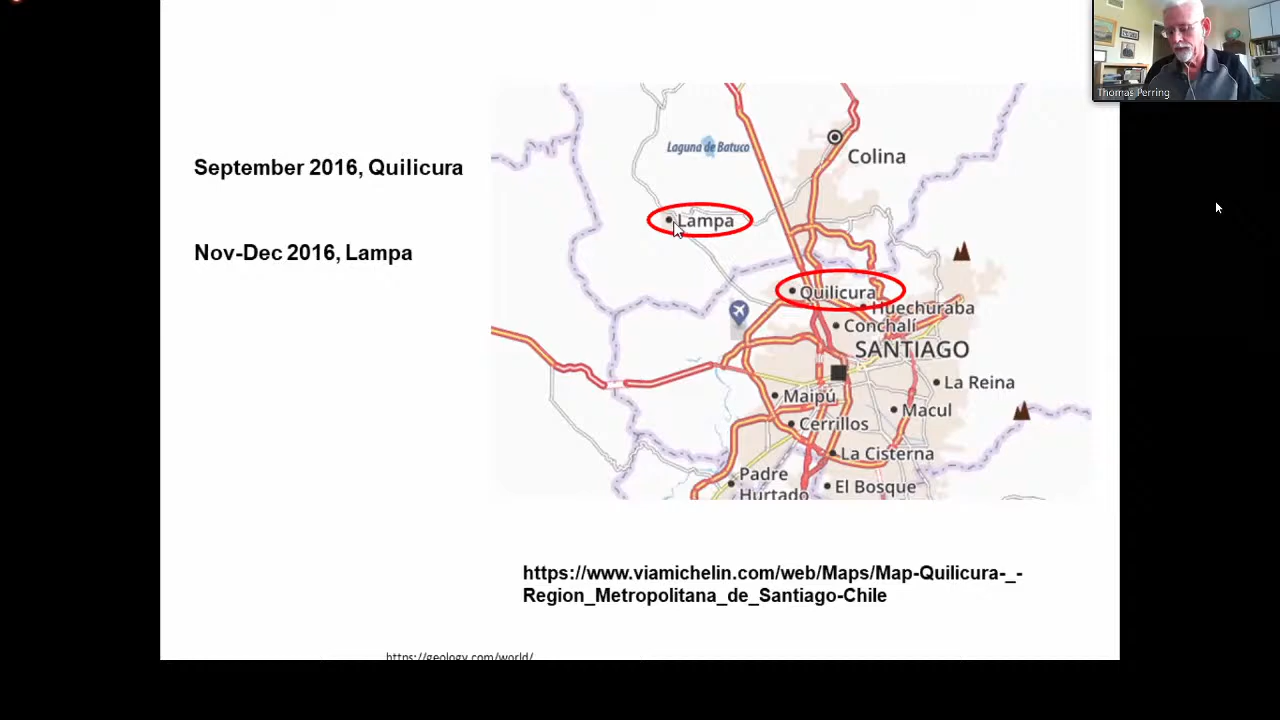 Thomas Perring
September 2016, Quilicura
Nov-Dec 2016, Lampa
Laguna de Batuco
Colina
Lampa
Quilicura
Huechuraba
Conchalí
SANTIAGO
La Reina
Maipú
Macul
Cerrillos
La Cisterna
Padre
Hurtado
El Bosque
https://www.viamichelin.com/web/Maps/Map-Quilicura-_-
Region_Metropolitana_de_Santiago-Chile
https://geology.com/world/